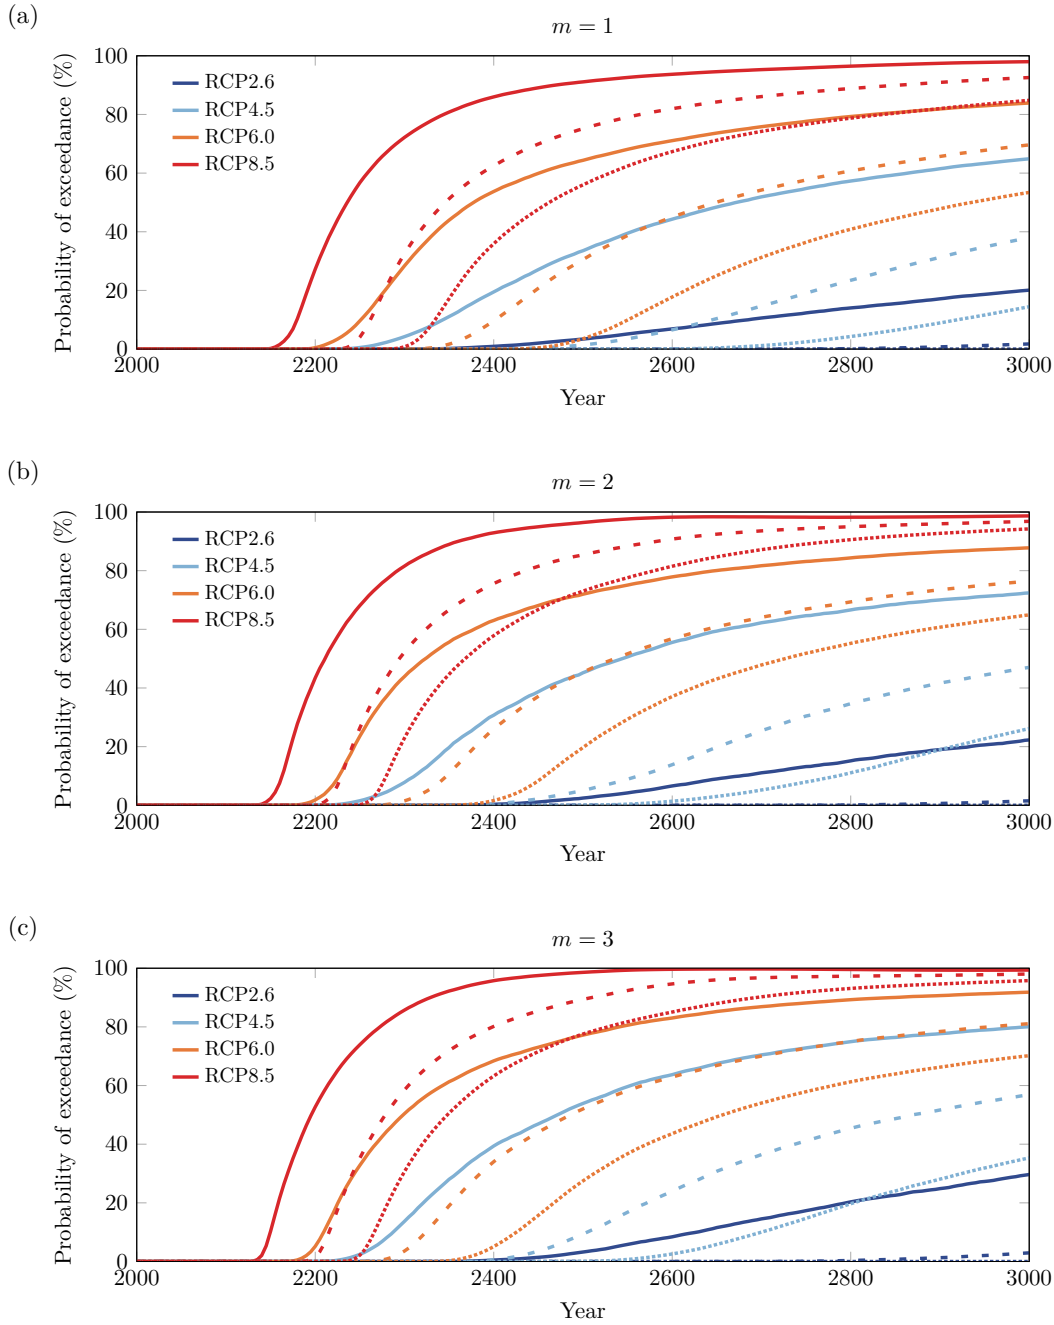 (a)
m = 1
Probability of exceedance (%)
100
80
60
40
20
0
RCP2.6
RCP4.5
RCP6.0
RCP8.5
2000 2200 2400 2600 2800 3000
Year
(b)
m = 2
Probability of exceedance (%)
100
80
60
40
20
0
RCP2.6
RCP4.5
RCP6.0
RCP8.5
2000 2200 2400 2600 2800 3000
Year
(c)
m = 3
Probability of exceedance (%)
100
80
60
40
20
0
RCP2.6
RCP4.5
RCP6.0
RCP8.5
2000 2200 2400 2600 2800 3000
Year